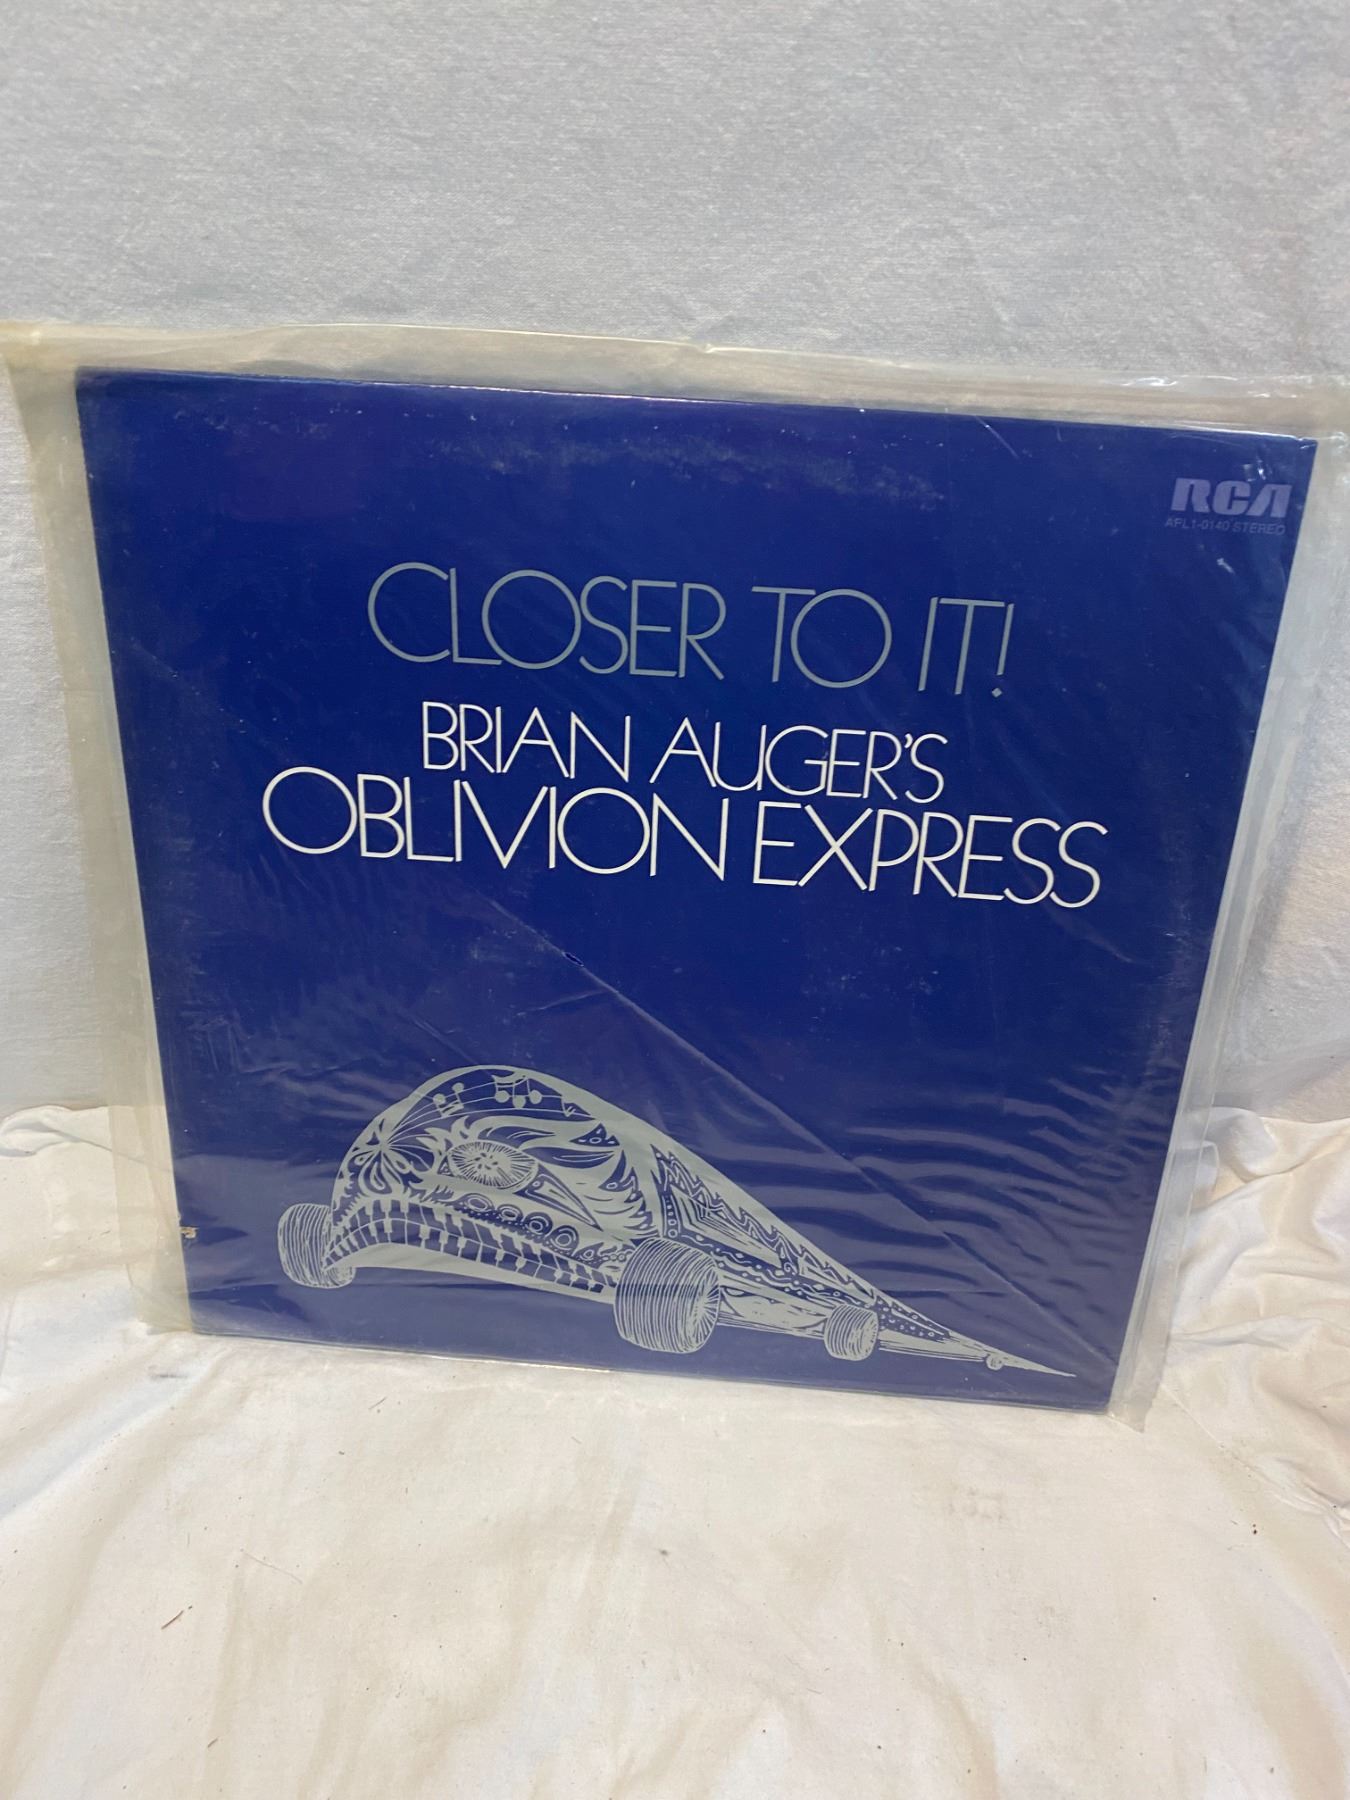 RCA
AFL1-0140 STEREO
CLOSER TO IT!
BRIAN AUGER'S
OBLIVION EXPRESS